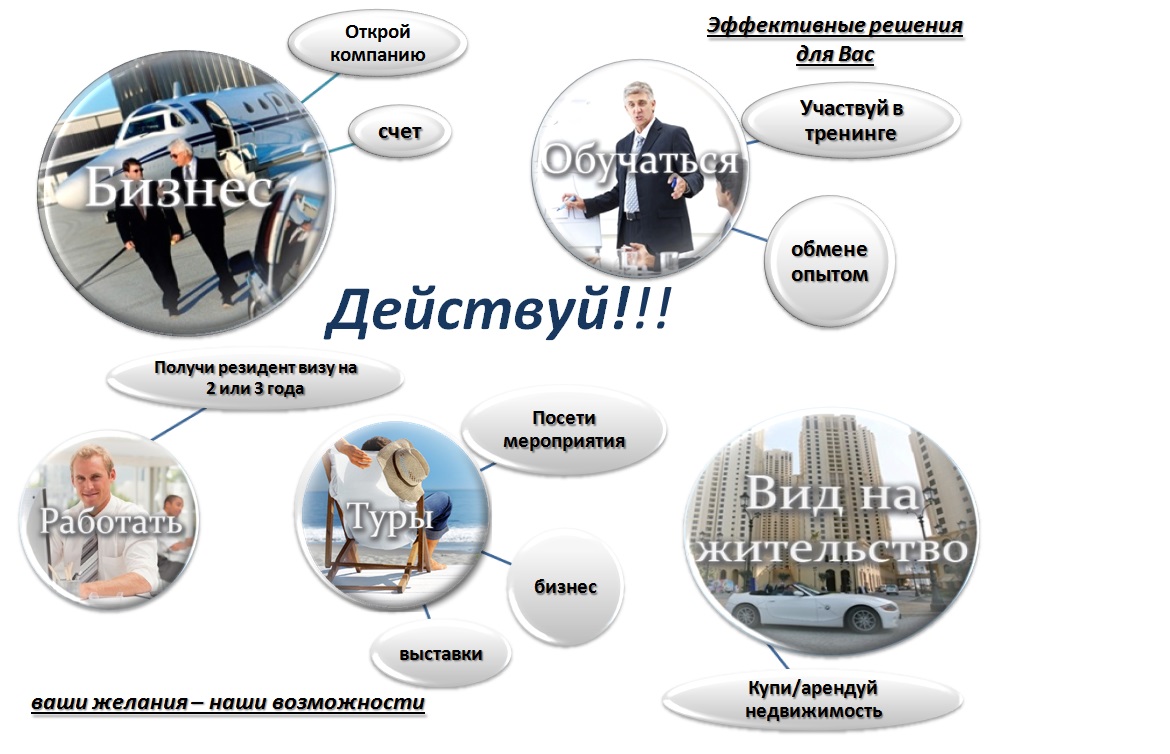 Эффективные решения
для Вас
Открой
компанию
счет
Бизнес
Обучаться
Участвуй в
тренинге
обмене
опытом
Действуй!!!
Получи резидент визу на
2 или 3 года
Работать
Туры
Посети
мероприятия
бизнес
выставки
Вид на
жительство
Купи/арендуй
недвижимость
ваши желания – наши возможности